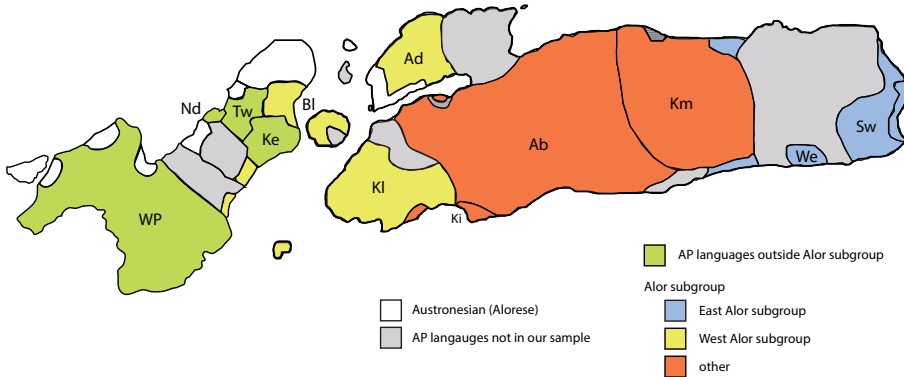 Ad
Nd
Tw
Bl
Km
Ke
Ab
Sw
We
Kl
WP
Ki
AP languages outside Alor subgroup
Alor subgroup
Austronesian (Alorese)
East Alor subgroup
AP langauges not in our sample
West Alor subgroup
other